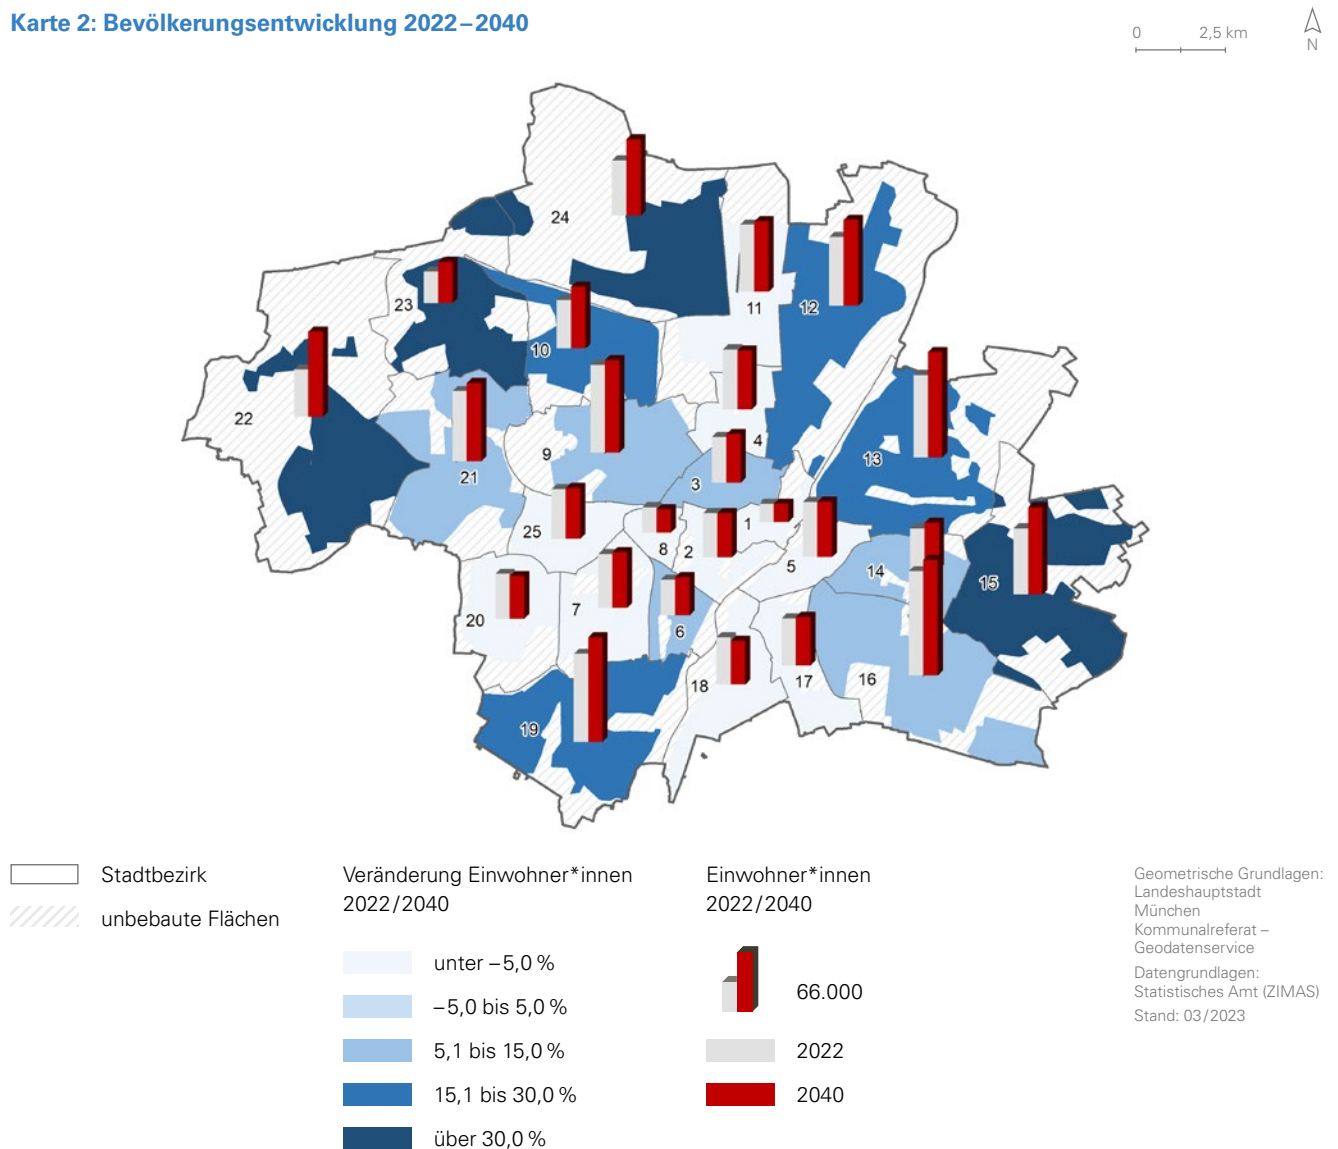 Karte 2: Bevölkerungsentwicklung 2022–2040
0 2,5 km
N
24
23
11
12
10
22
4
9
13
21
3
25
1
8
2
5
14
15
20
7
6
18
17
16
19
Stadtbezirk
unbebaute Flächen
Veränderung Einwohner*innen
2022/2040
unter –5,0 %
–5,0 bis 5,0 %
5,1 bis 15,0 %
15,1 bis 30,0 %
über 30,0 %
Einwohner*innen
2022/2040
66.000
2022
2040
Geometrische Grundlagen:
Landeshauptstadt
München
Kommunalreferat –
Geodatenservice
Datengrundlagen:
Statistisches Amt (ZIMAS)
Stand: 03/2023